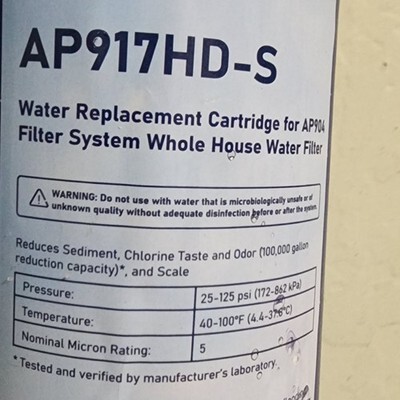 AP917HD-S
Water Replacement Cartridge for AP904
Filter System Whole House Water Filter
WARNING: Do not use with water that is microbiologically unsafe or of
unknown quality without adequate disinfection before or after the system.
Reduces Sediment, Chlorine Taste and Odor (100,000 gallon
reduction capacity)*, and Scale
Pressure: 25-125 psi (172-862 kPa)
Temperature: 40-100°F (4.4-37.8°C)
Nominal Micron Rating: 5
*Tested and verified by manufacturer's laboratory